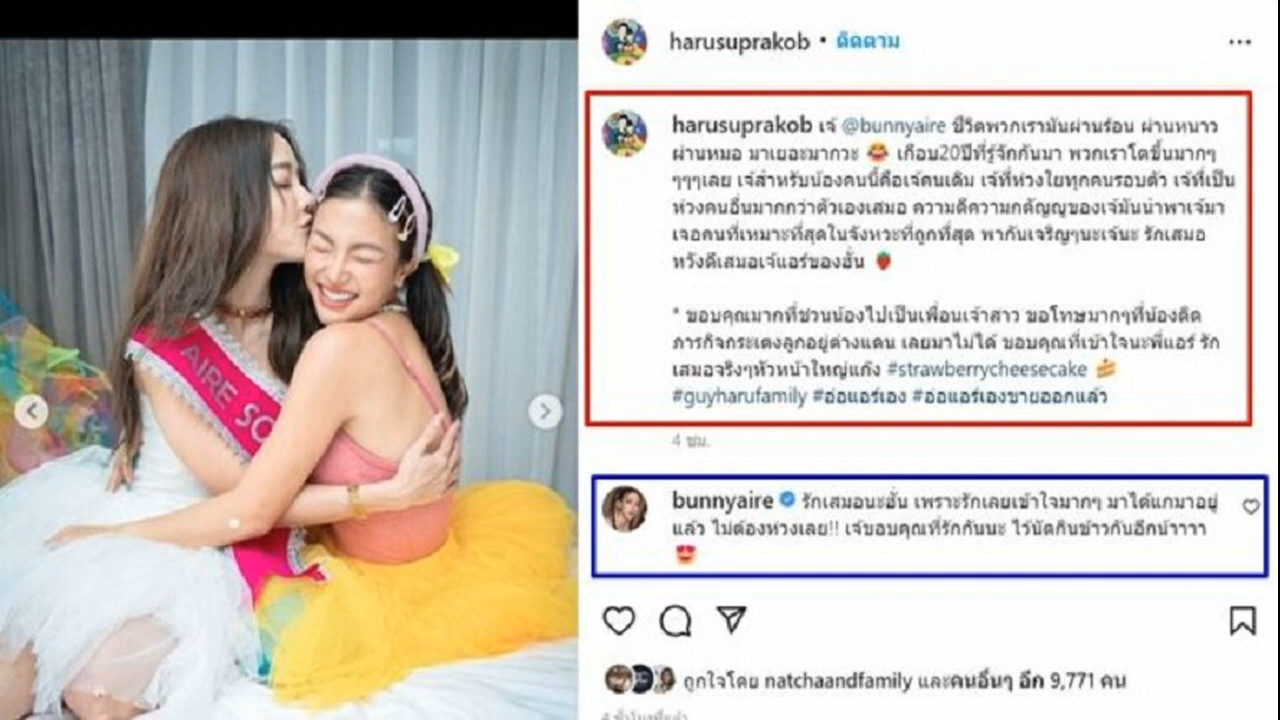 AIRE SO
harusuprakob • ติดตาม
harusuprakob เจ้ @bunnyaire ชีวิตพวกเรามันผ่านร้อน ผ่านหนาว
ผ่านหมอ มาเยอะมากวะ 😂 เกือบ20ปีที่รู้จักกันมา พวกเราโตขึ้นมากๆ
ๆๆๆเลย เจ้สำหรับน้องคนนี้คือเจ้คนเดิม เจ้ที่ห่วงใยทุกคนรอบตัว เจ้ที่เป็น
ห่วงคนอื่นมากกว่าตัวเองเสมอ ความดีความกตัญญูของเจ้มันนำพาเจ้มา
เจอคนที่เหมาะที่สุดในจังหวะที่ถูกที่สุด พากันเจริญๆนะเจ้นะ รักเสมอ
หวังดีเสมอเจ้แอร์ของฮั่น 🍓
* ขอบคุณมากที่ชวนน้องไปเป็นเพื่อนเจ้าสาว ขอโทษมากๆที่น้องติด
ภารกิจกระเตงลูกอยู่ต่างแดน เลยมาไม่ได้ ขอบคุณที่เข้าใจนะพี่แอร์ รัก
เสมอจริงๆหัวหน้าใหญ่แก๊ง #strawberrycheesecake 🍰
#guyharufamily #อ่อแอร์เอง #อ่อแอร์เองขายออกแล้ว
4 ชม.
bunnyaire รักเสมอนะฮั่น เพราะรักเลยเข้าใจมากๆ มาได้แกมาอยู่
แล้ว ไม่ต้องห่วงเลย!! เจ้ขอบคุณที่รักกันนะ ไว้นัดกินข้าวกันอีกน้าาาา
😍
ถูกใจโดย natchaandfamily และคนอื่นๆ อีก 9,771 คน
4 ชั่วโมงที่แล้ว